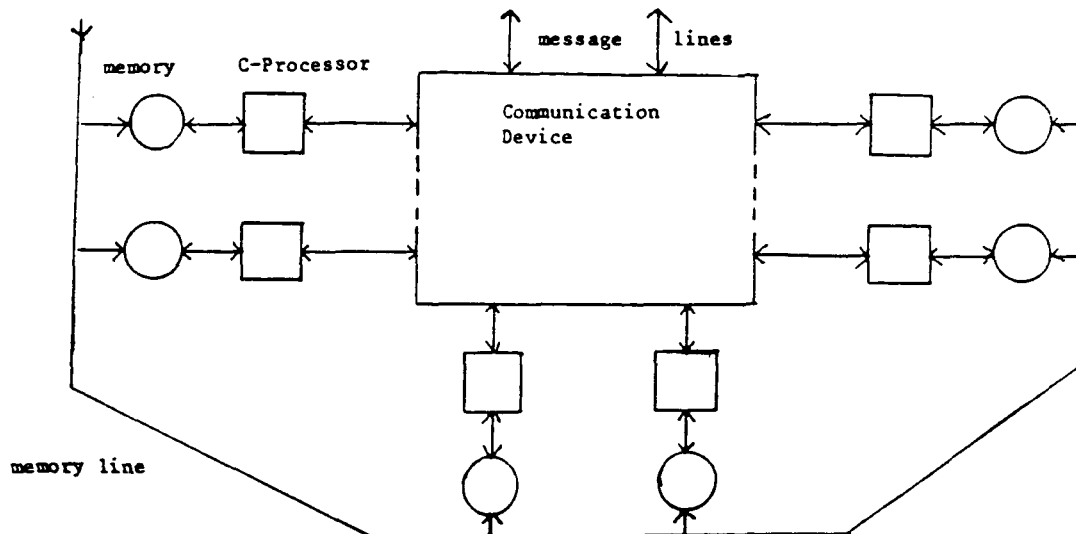 message lines
memory C-Processor
Communication
Device
memory line